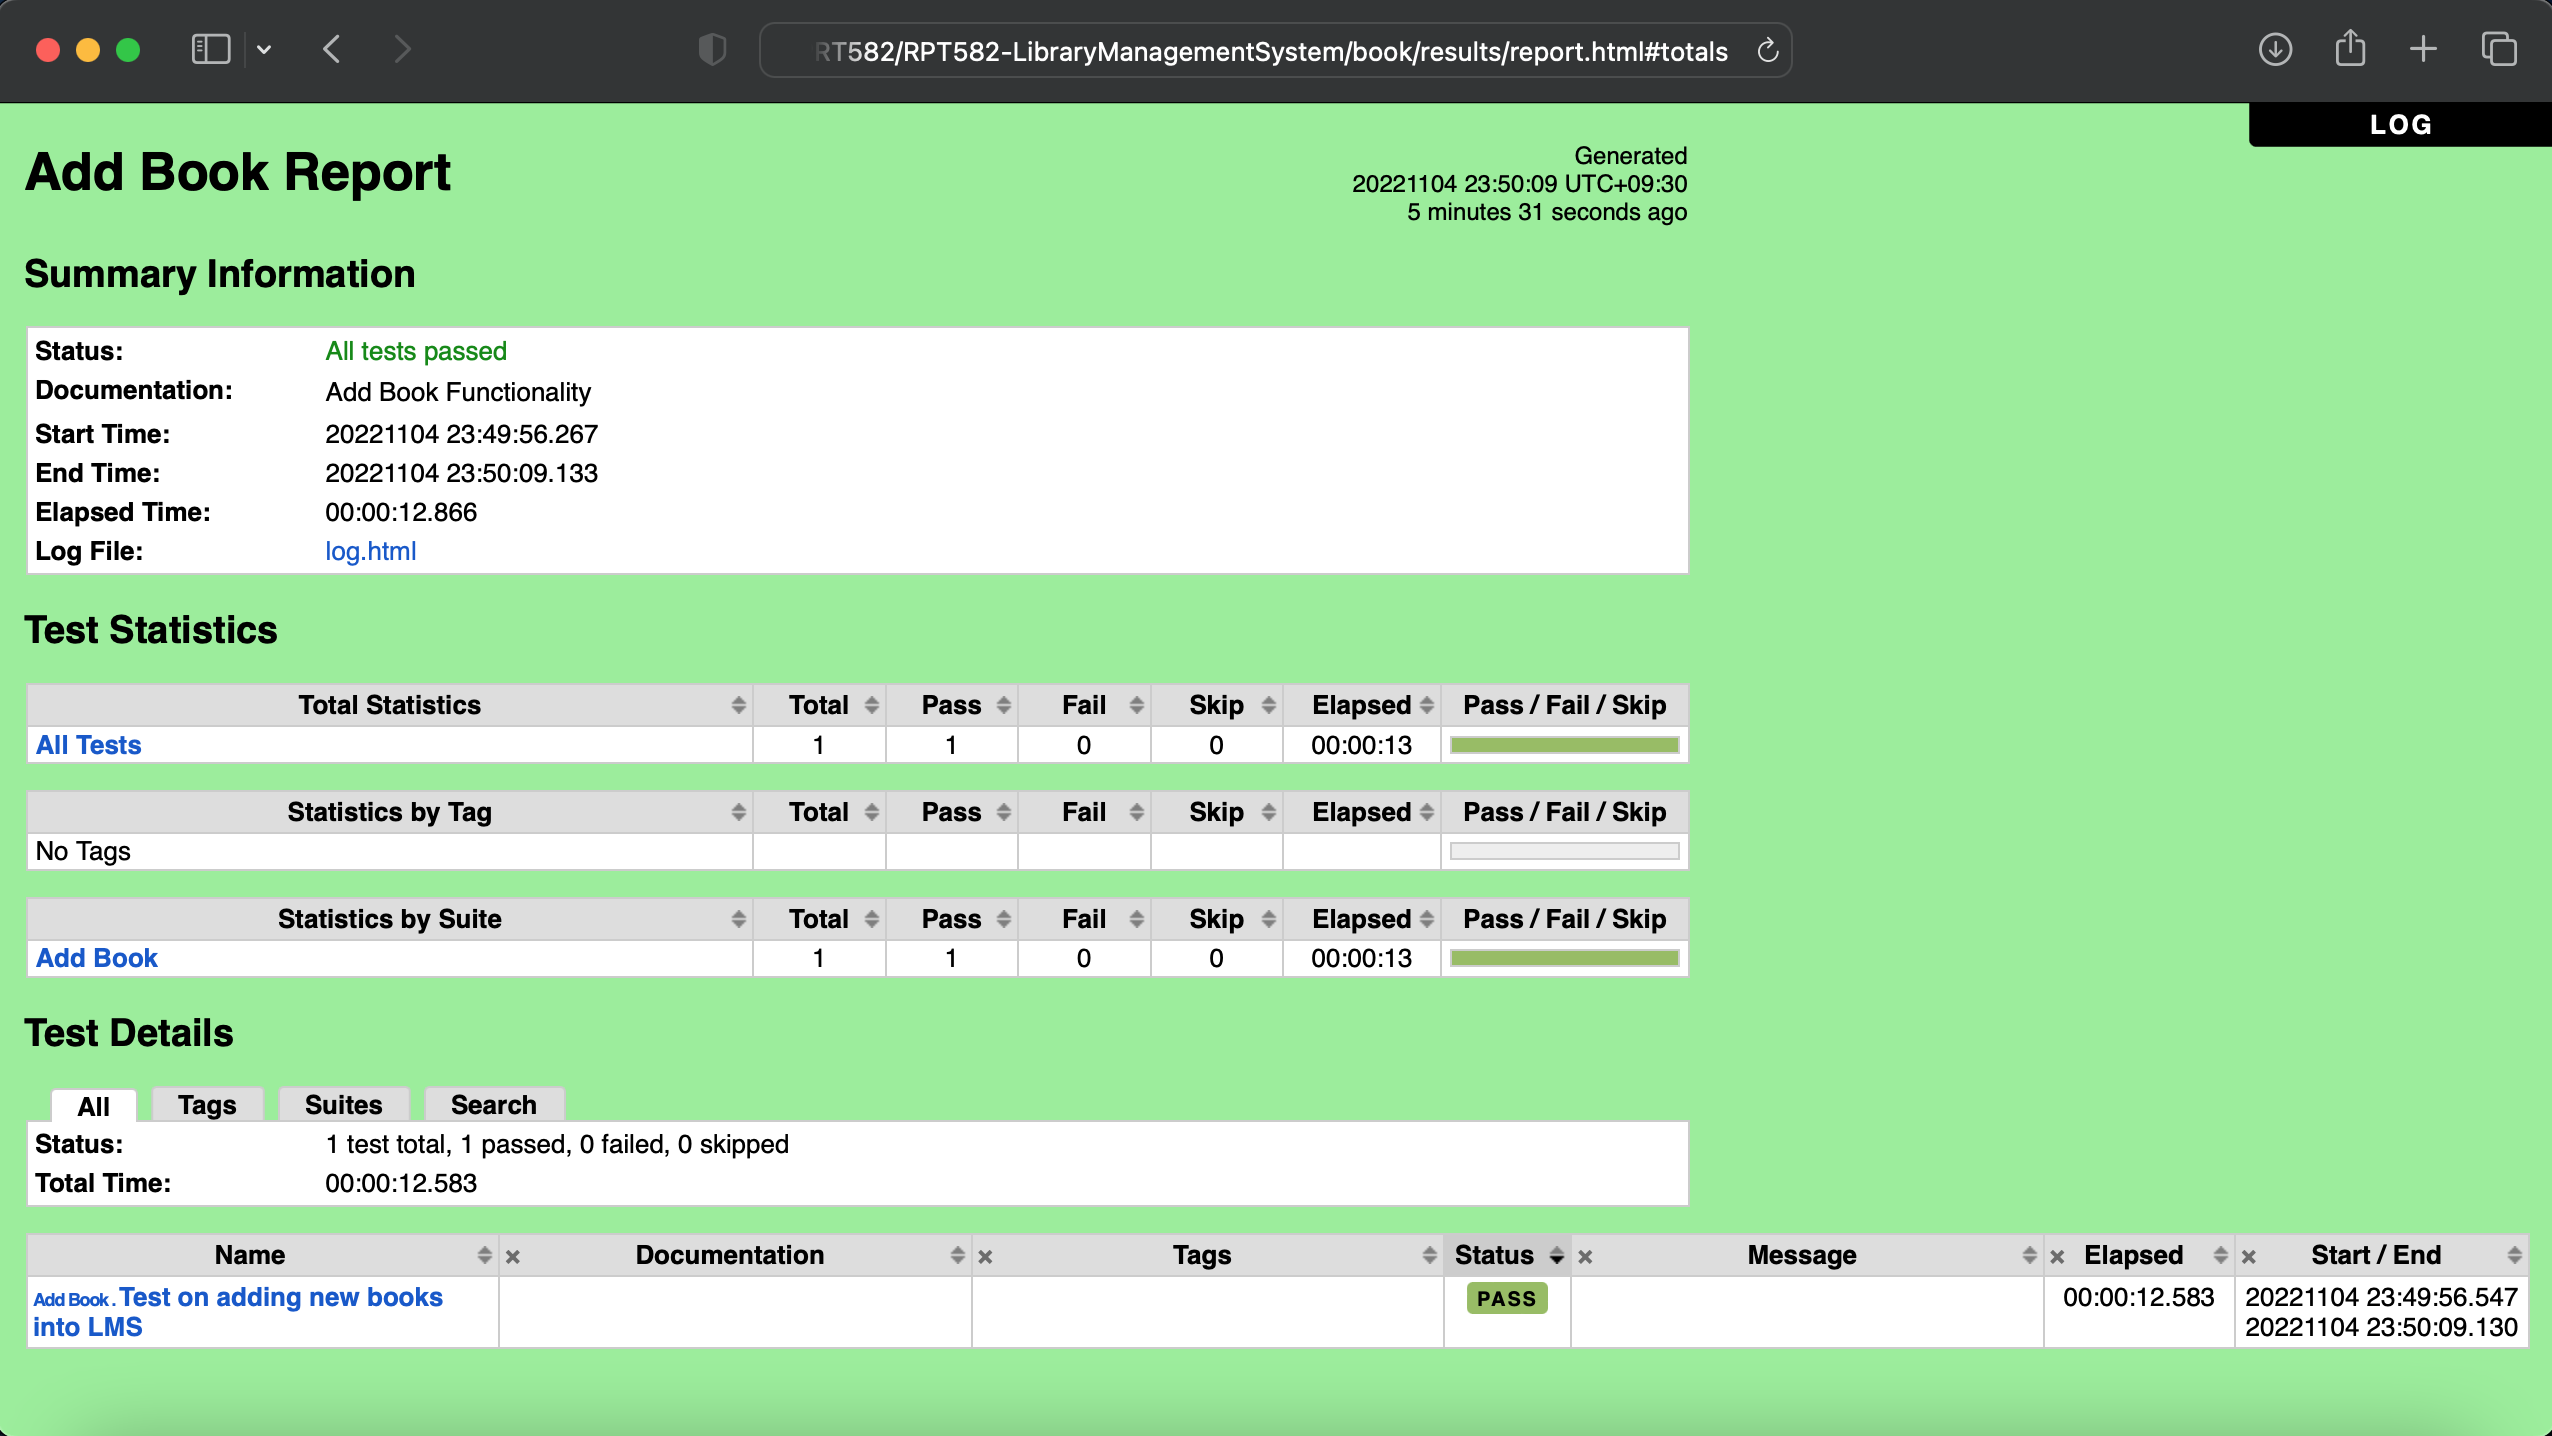 RT582/RPT582-LibraryManagementSystem/book/results/report.html#totals
LOG
Add Book Report
Generated
20221104 23:50:09 UTC+09:30
5 minutes 31 seconds ago
Summary Information
Status: All tests passed
Documentation: Add Book Functionality
Start Time: 20221104 23:49:56.267
End Time: 20221104 23:50:09.133
Elapsed Time: 00:00:12.866
Log File: log.html
Test Statistics
Total Statistics Total Pass Fail Skip Elapsed Pass / Fail / Skip
All Tests 1 1 0 0 00:00:13
Statistics by Tag Total Pass Fail Skip Elapsed Pass / Fail / Skip
No Tags
Statistics by Suite Total Pass Fail Skip Elapsed Pass / Fail / Skip
Add Book 1 1 0 0 00:00:13
Test Details
All Tags Suites Search
Status: 1 test total, 1 passed, 0 failed, 0 skipped
Total Time: 00:00:12.583
Name × Documentation × Tags Status × Message × Elapsed × Start / End
Add Book . Test on adding new books PASS 00:00:12.583 20221104 23:49:56.547
into LMS 20221104 23:50:09.130